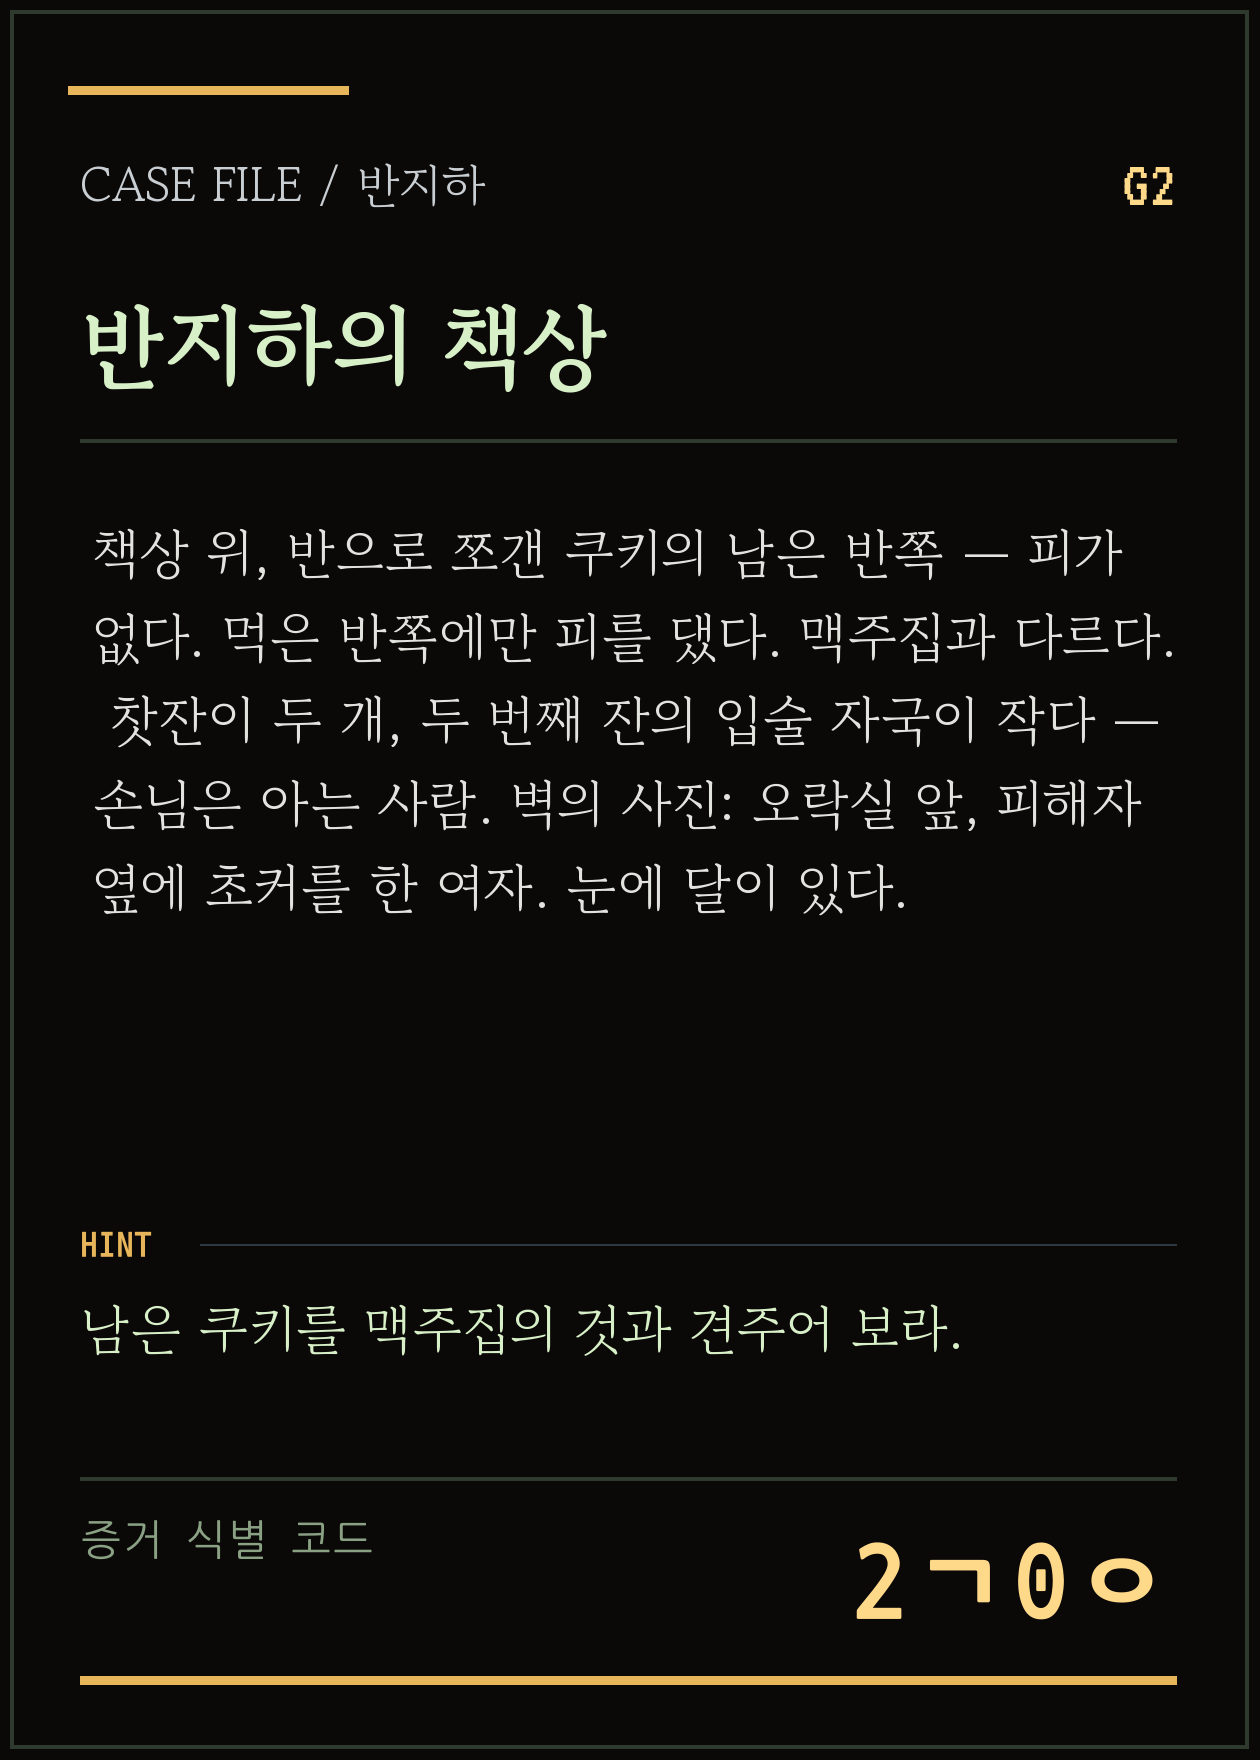 CASE FILE / 반지하
G2
반지하의 책상
책상 위, 반으로 쪼갠 쿠키의 남은 반쪽 — 피가
없다. 먹은 반쪽에만 피를 댔다. 맥주집과 다르다.
찻잔이 두 개, 두 번째 잔의 입술 자국이 작다 —
손님은 아는 사람. 벽의 사진: 오락실 앞, 피해자
옆에 초커를 한 여자. 눈에 달이 있다.
HINT
남은 쿠키를 맥주집의 것과 견주어 보라.
증거 식별 코드
2ㄱ0ㅇ